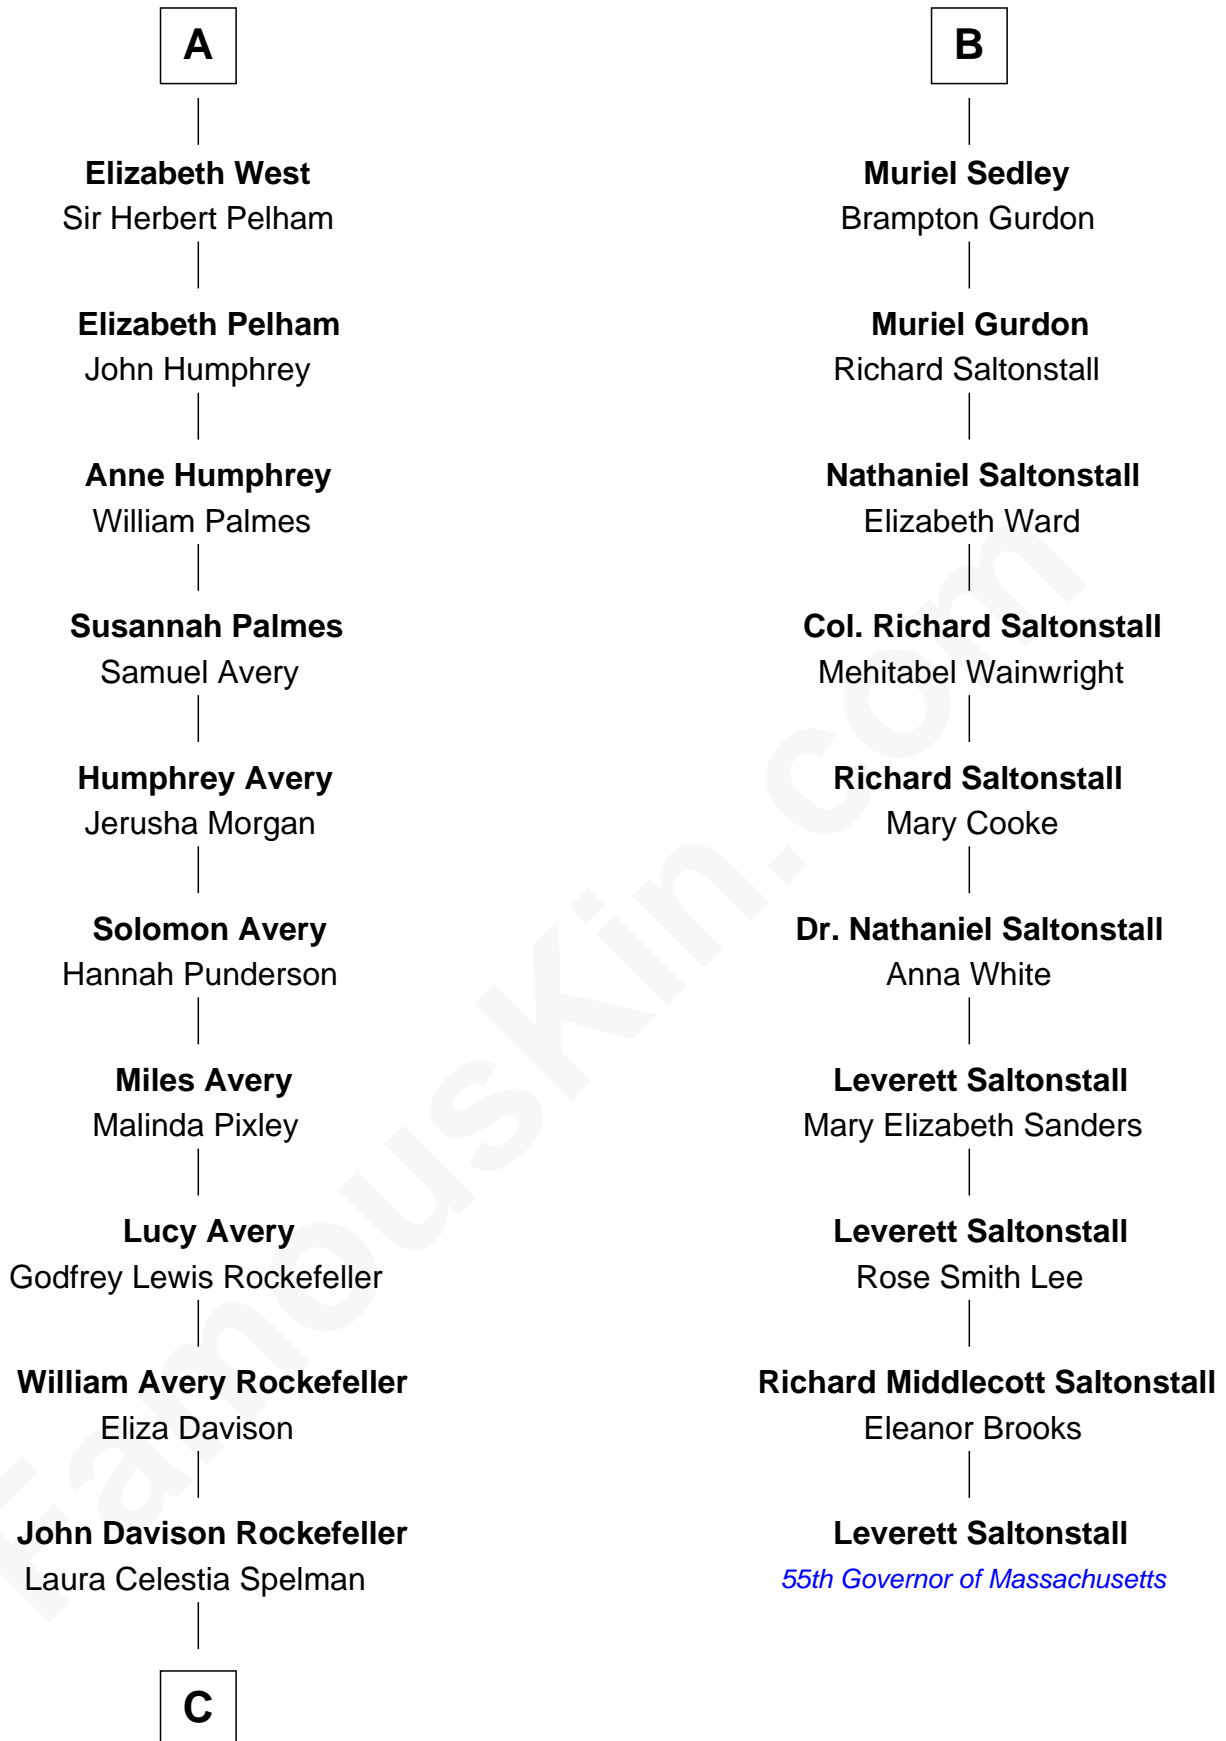 A
Elizabeth West
Sir Herbert Pelham
Elizabeth Pelham
John Humphrey
Anne Humphrey
William Palmes
Susannah Palmes
Samuel Avery
Humphrey Avery
Jerusha Morgan
Solomon Avery
Hannah Punderson
Miles Avery
Malinda Pixley
Lucy Avery
Godfrey Lewis Rockefeller
William Avery Rockefeller
Eliza Davison
John Davison Rockefeller
Laura Celestia Spelman
C
B
Muriel Sedley
Brampton Gurdon
Muriel Gurdon
Richard Saltonstall
Nathaniel Saltonstall
Elizabeth Ward
Col. Richard Saltonstall
Mehitabel Wainwright
Richard Saltonstall
Mary Cooke
Dr. Nathaniel Saltonstall
Anna White
Leverett Saltonstall
Mary Elizabeth Sanders
Leverett Saltonstall
Rose Smith Lee
Richard Middlecott Saltonstall
Eleanor Brooks
Leverett Saltonstall
55th Governor of Massachusetts
FamousKin.com